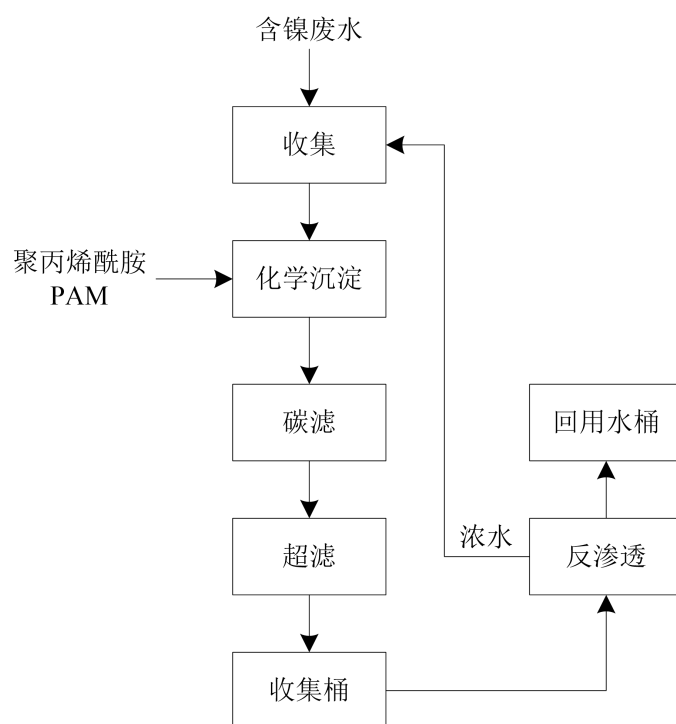 含镍废水
收集
聚丙烯酰胺
PAM
化学沉淀
碳滤
回用水桶
浓水
超滤
反渗透
收集桶